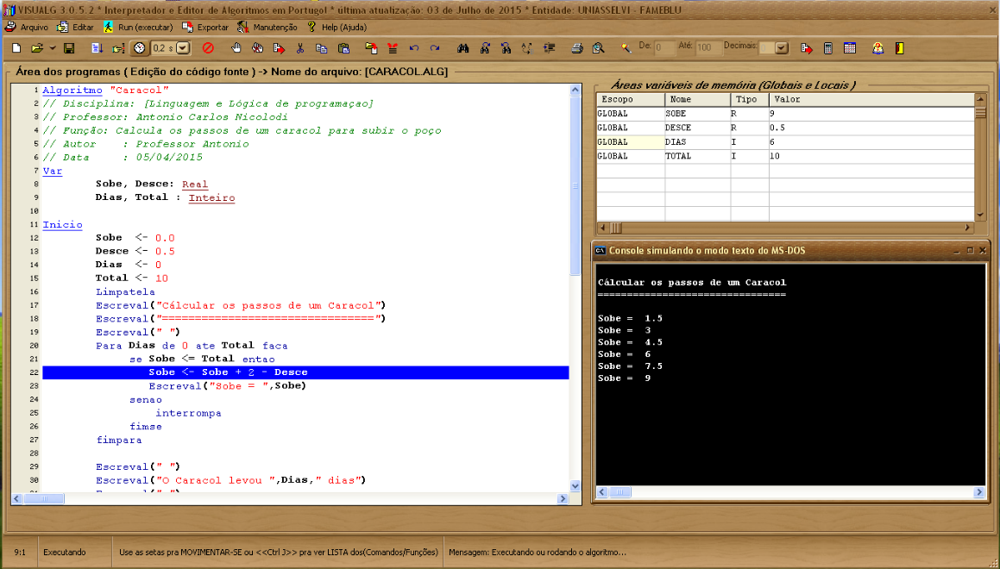 VISUALG 3.0.5.2 * Interpretador e Editor de Algoritmos em Portugol * última atualização: 03 de Julho de 2015 * Entidade: UNIASSELVI - FAMEBLU
Arquivo Editar Run (executar) Exportar Manutenção Help (Ajuda)
0,2 s De: 0 Até: 100 Decimais: 0
Área dos programas ( Edição do código fonte ) -> Nome do arquivo: [CARACOL.ALG]
1 Algoritmo "Caracol"
2 // Disciplina: [Linguagem e Lógica de programaçao]
3 // Professor: Antonio Carlos Nicolodi
4 // Função: Calcula os passos de um caracol para subir o poço
5 // Autor : Professor Antonio
6 // Data : 05/04/2015
7 Var
8 Sobe, Desce: Real
9 Dias, Total : Inteiro
10
11 Inicio
12 Sobe <- 0.0
13 Desce <- 0.5
14 Dias <- 0
15 Total <- 10
16 Limpatela
17 Escreval("Cálcular os passos de um Caracol")
18 Escreval("================================")
19 Escreval(" ")
20 Para Dias de 0 ate Total faca
21 se Sobe <= Total entao
22 Sobe <- Sobe + 2 - Desce
23 Escreval("Sobe = ",Sobe)
24 senao
25 interrompa
26 fimse
27 fimpara
28
29 Escreval(" ")
30 Escreval("O Caracol levou ",Dias," dias")
Áreas variáveis de memória (Globais e Locais )
Escopo Nome Tipo Valor
GLOBAL SOBE R 9
GLOBAL DESCE R 0.5
GLOBAL DIAS I 6
GLOBAL TOTAL I 10
Console simulando o modo texto do MS-DOS
Cálcular os passos de um Caracol
================================
Sobe = 1.5
Sobe = 3
Sobe = 4.5
Sobe = 6
Sobe = 7.5
Sobe = 9
9:1 Executando Use as setas pra MOVIMENTAR-SE ou <<Ctrl J>> pra ver LISTA dos(Comandos/Funções) Mensagem: Executando ou rodando o algoritmo...